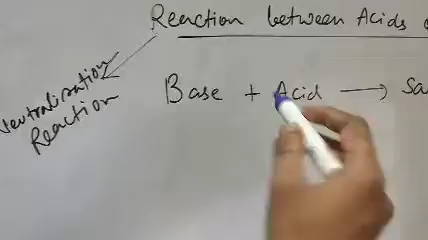 Reaction between Acids
Neutralisation
Reaction
Base + Acid → Sa